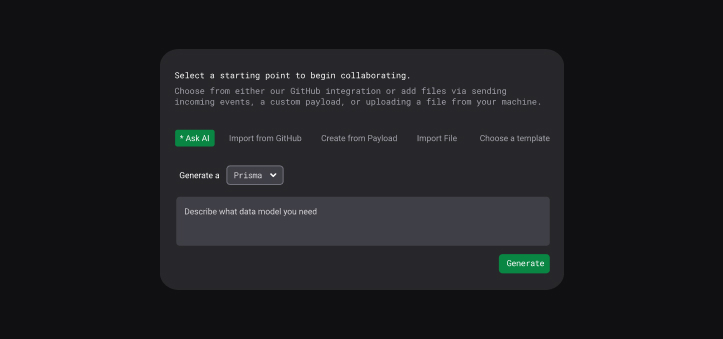 Select a starting point to begin collaborating.
Choose from either our GitHub integration or add files via sending
incoming events, a custom payload, or uploading a file from your machine.
* Ask AI Import from GitHub Create from Payload Import File Choose a template
Generate a Prisma
Describe what data model you need
Generate